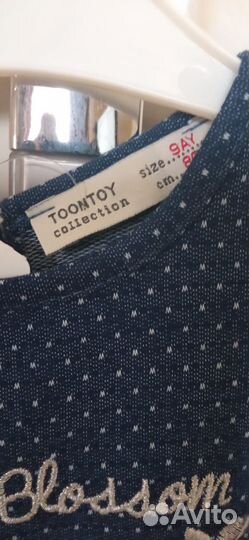 TOONTOY
collection
size......9AY
cm...
Blossom
Avito